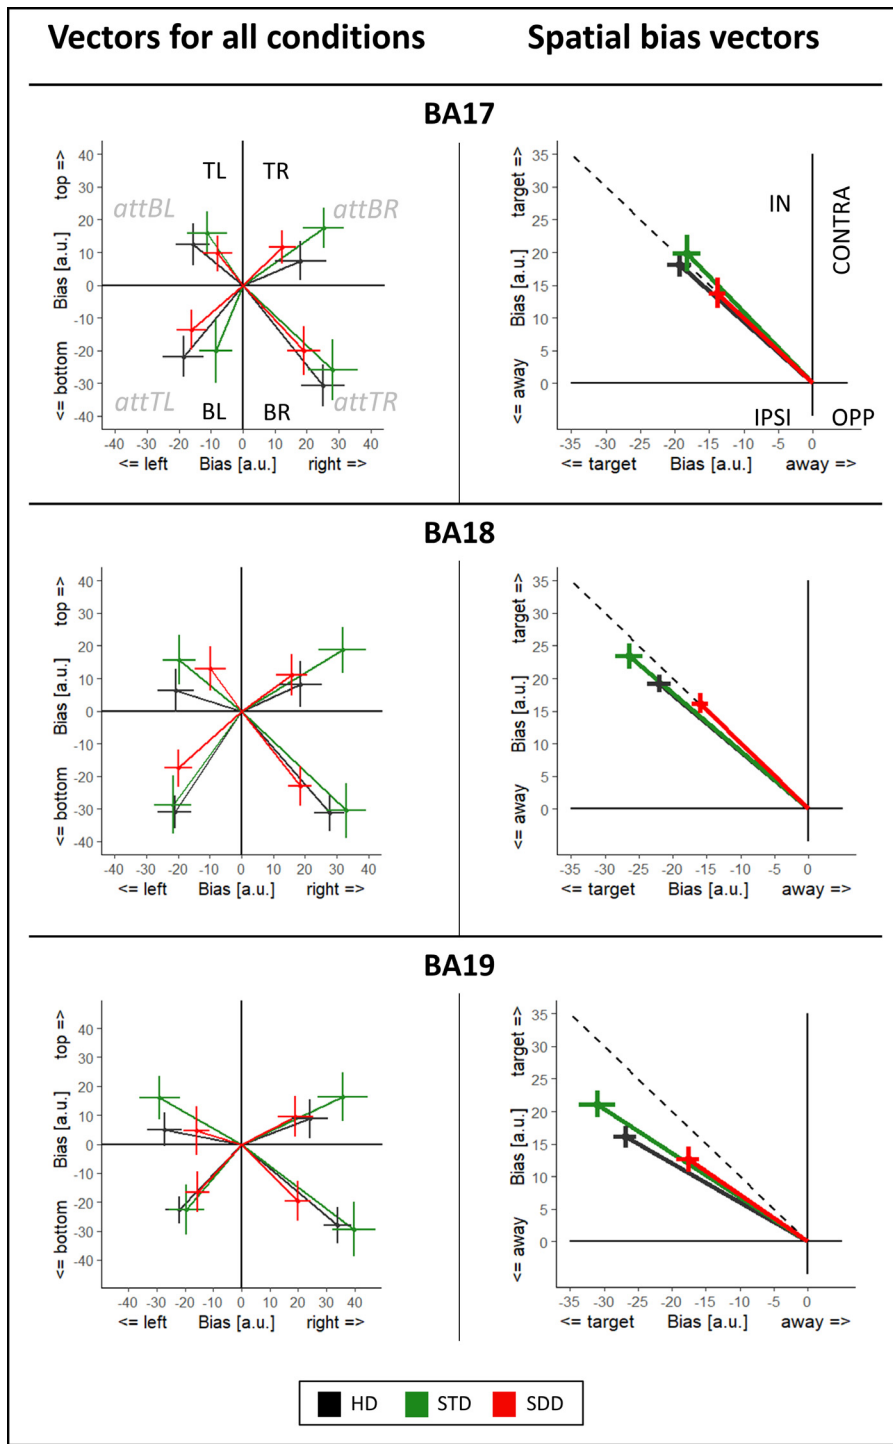 Vectors for all conditions
Spatial bias vectors
BA17
top =>
Bias [a.u.]
<= bottom
40
30
20
10
0
-10
-20
-30
-40
TL
TR
attBL
attBR
attTL
attTR
BL
BR
-40 -30 -20 -10 0 10 20 30 40
<= left Bias [a.u.] right =>
target =>
Bias [a.u.]
<= away
35
30
25
20
15
10
5
0
IN
CONTRA
IPSI
OPP
-35 -30 -25 -20 -15 -10 -5 0
<= target Bias [a.u.] away =>
BA18
top =>
Bias [a.u.]
<= bottom
40
30
20
10
0
-10
-20
-30
-40
-40 -30 -20 -10 0 10 20 30 40
<= left Bias [a.u.] right =>
target =>
Bias [a.u.]
<= away
35
30
25
20
15
10
5
0
-35 -30 -25 -20 -15 -10 -5 0
<= target Bias [a.u.] away =>
BA19
top =>
Bias [a.u.]
<= bottom
40
30
20
10
0
-10
-20
-30
-40
-40 -30 -20 -10 0 10 20 30 40
<= left Bias [a.u.] right =>
target =>
Bias [a.u.]
<= away
35
30
25
20
15
10
5
0
-35 -30 -25 -20 -15 -10 -5 0
<= target Bias [a.u.] away =>
HD STD SDD